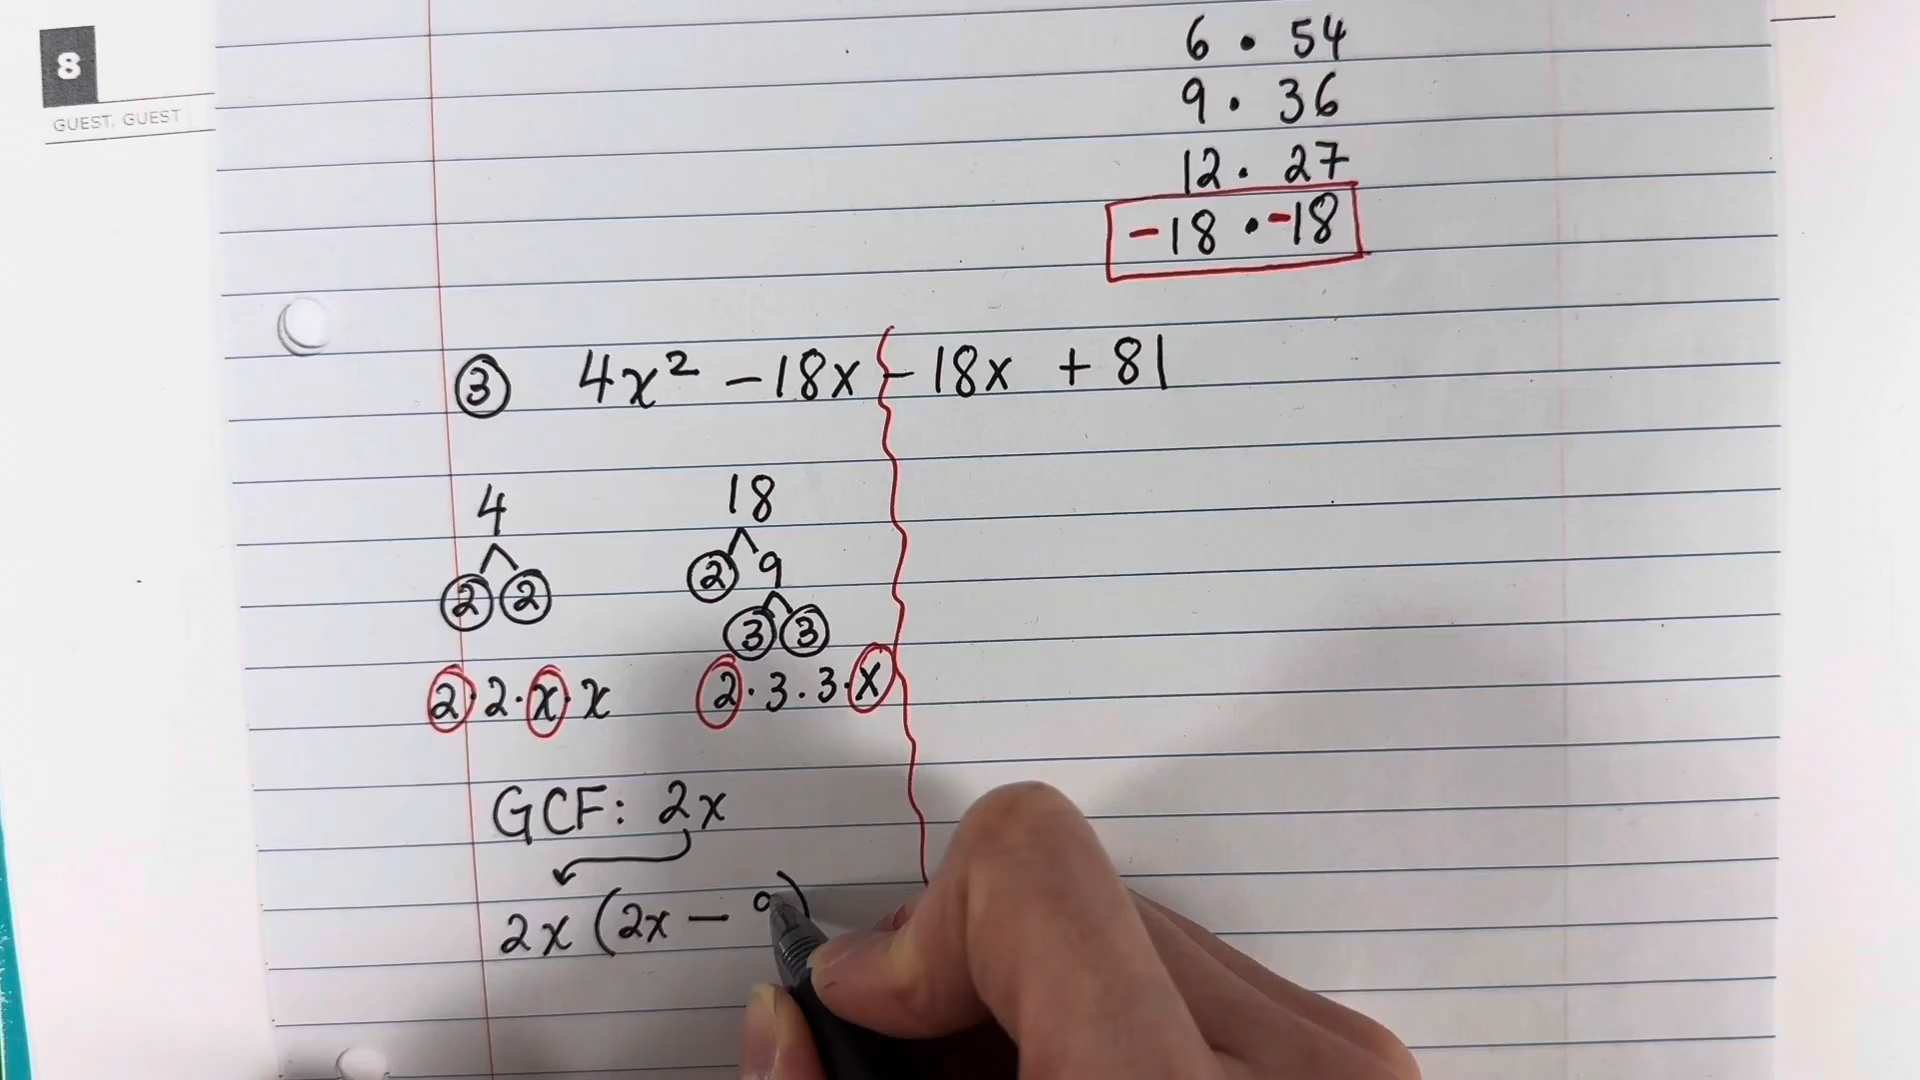 8
GUEST, GUEST
6 • 54
9 • 36
12 • 27
-18 • -18
③ 4x² - 18x - 18x + 81
4 18
2 2 2 9
3 3
2 · 2 · x · x 2 · 3 · 3 · x
GCF: 2x
2x (2x - 9)